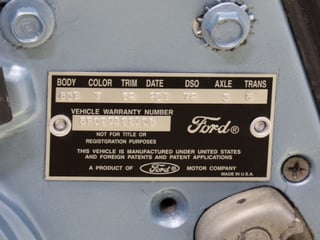 BODY COLOR TRIM DATE DSO AXLE TRANS
VEHICLE WARRANTY NUMBER
NOT FOR TITLE OR
REGISTRATION PURPOSES
Ford®
THIS VEHICLE IS MANUFACTURED UNDER UNITED STATES
AND FOREIGN PATENTS AND PATENT APPLICATIONS
A PRODUCT OF Ford MOTOR COMPANY
MADE IN U.S.A.